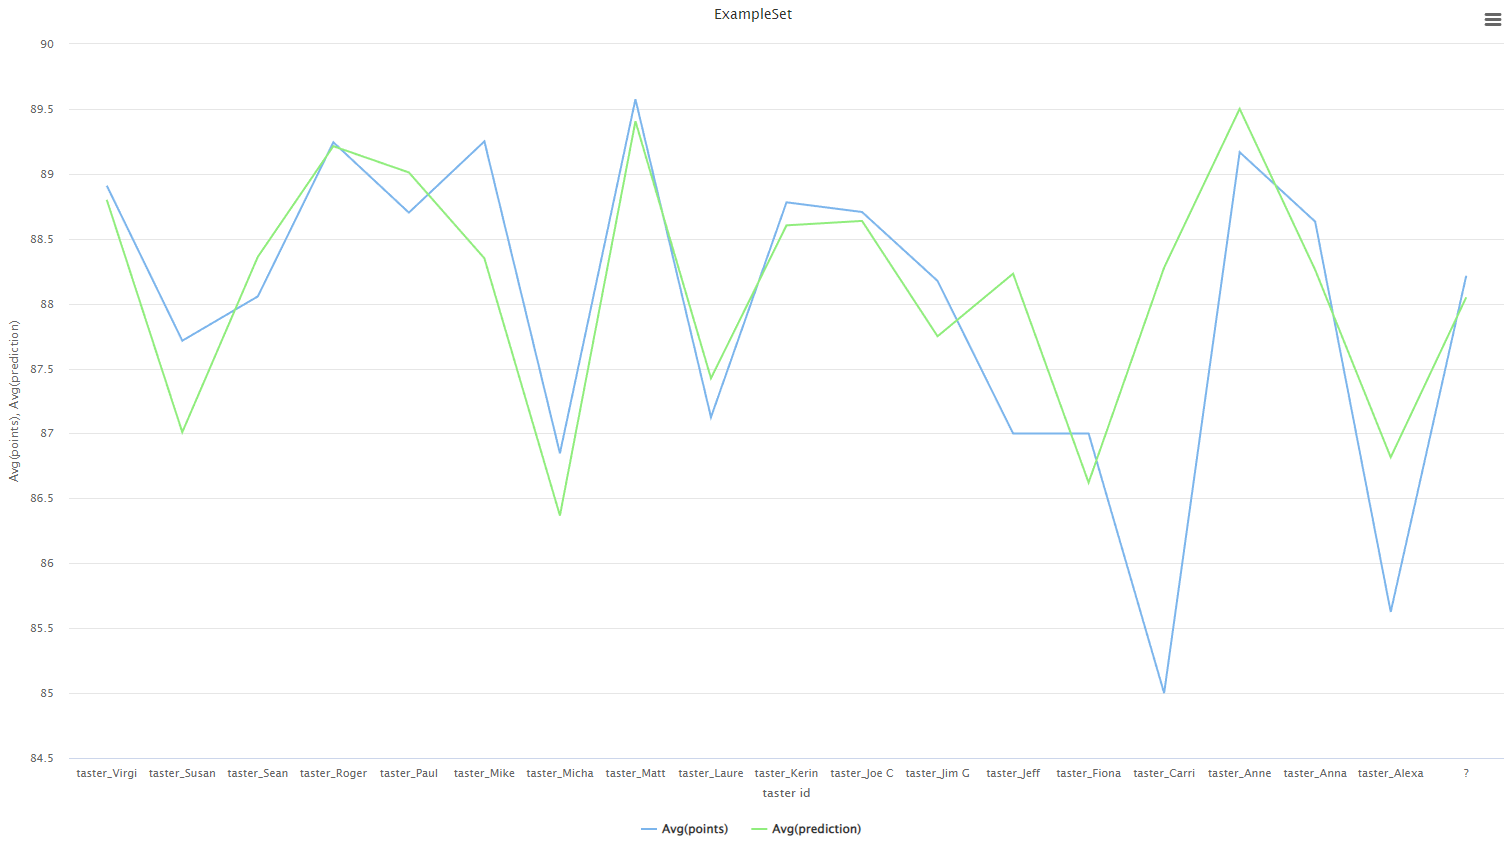 ExampleSet
90
89.5
89
88.5
88
87.5
87
86.5
86
85.5
85
84.5
Avg(points), Avg(prediction)
taster_Virgi taster_Susan taster_Sean taster_Roger taster_Paul taster_Mike taster_Micha taster_Matt taster_Laure taster_Kerin taster_Joe C taster_Jim G taster_Jeff taster_Fiona taster_Carri taster_Anne taster_Anna taster_Alexa ?
taster id
Avg(points) Avg(prediction)